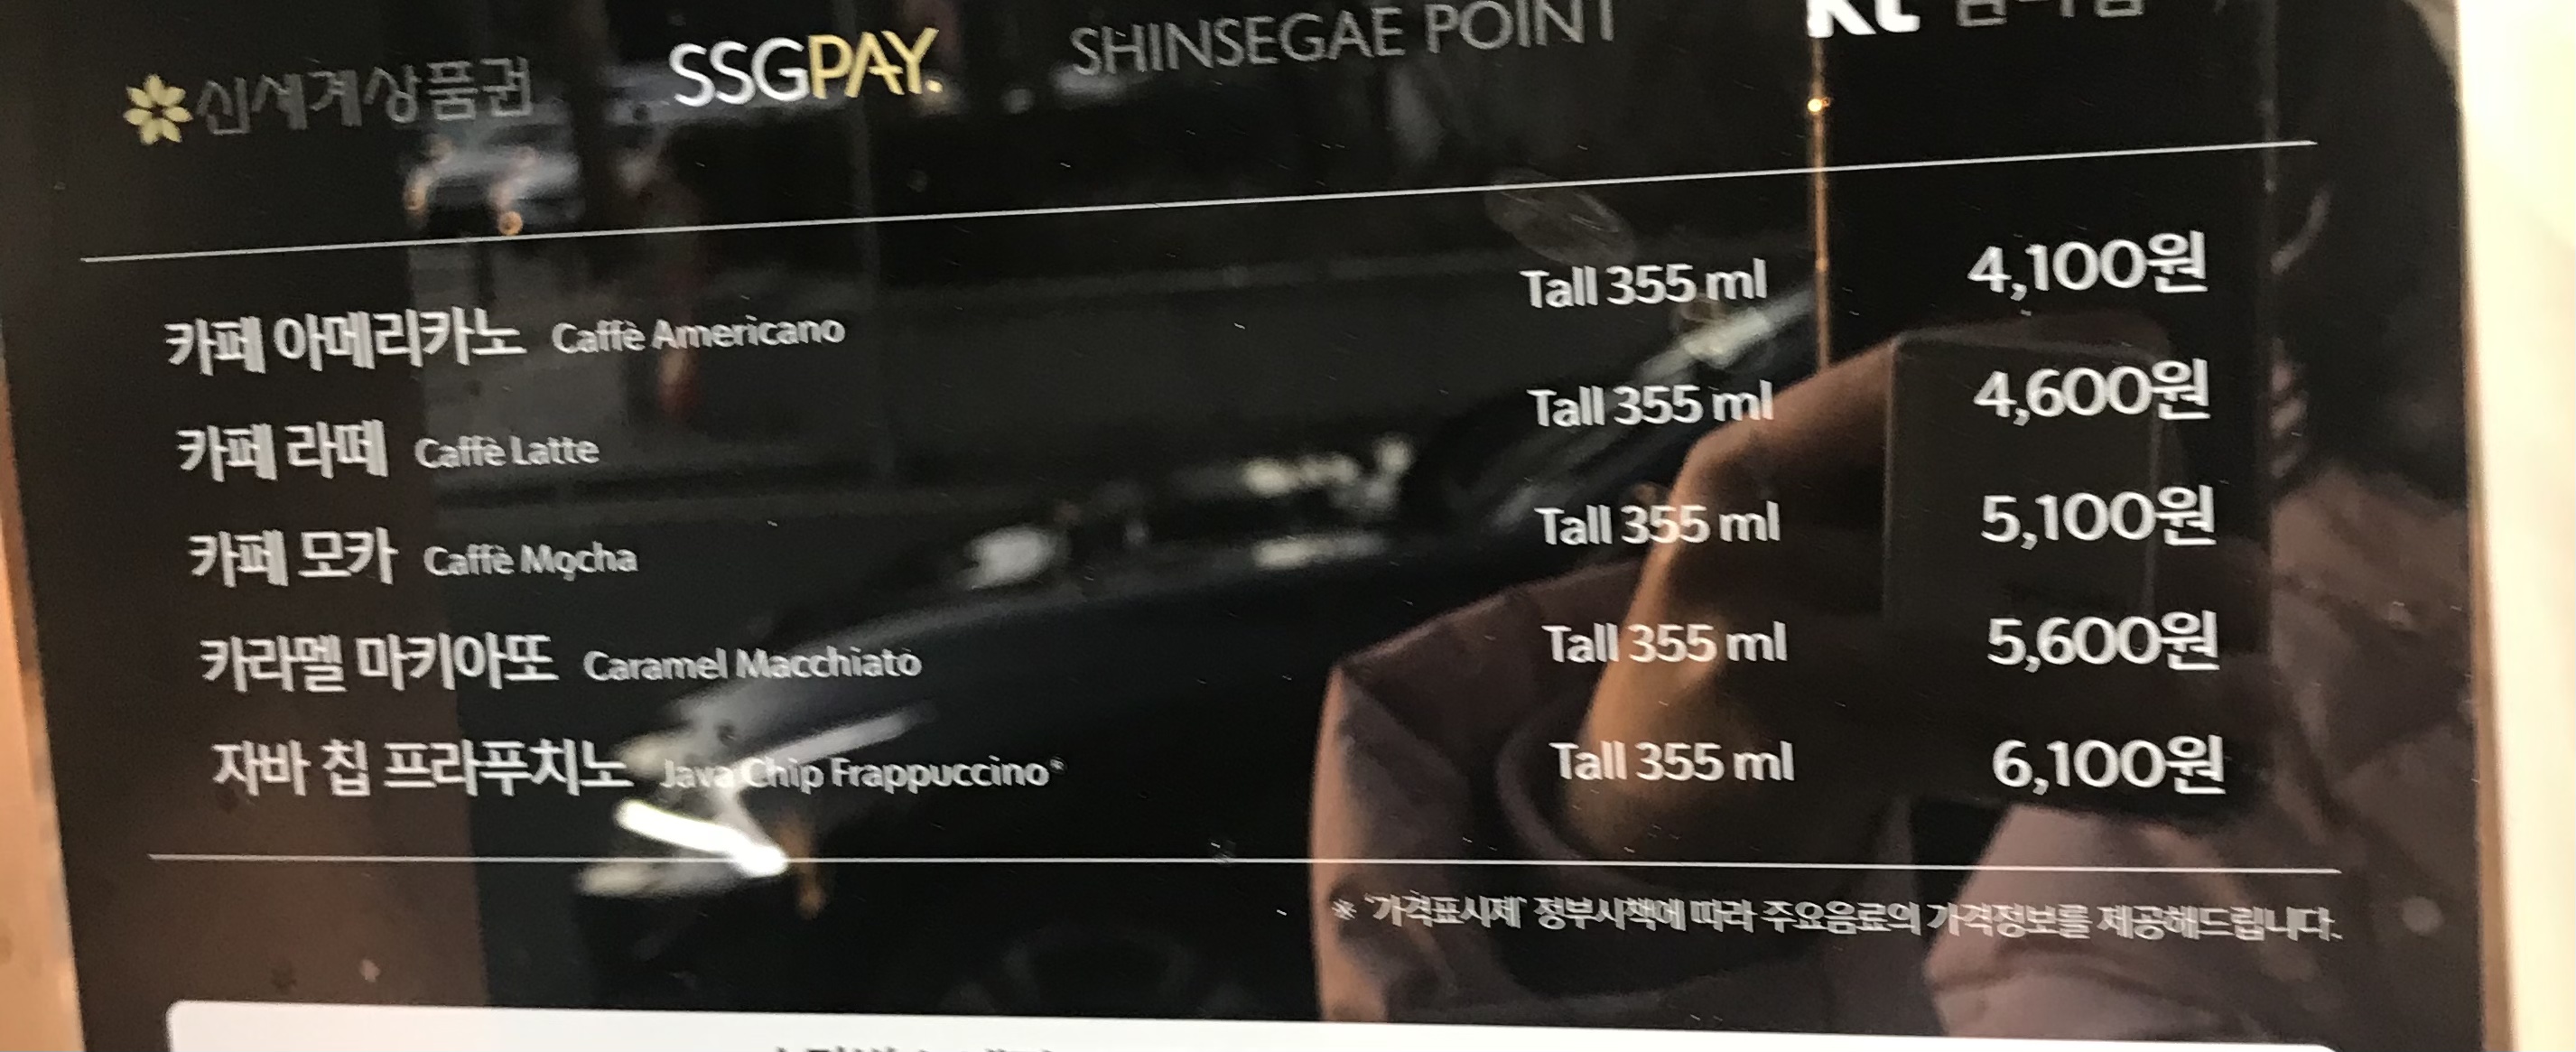 신세계상품권 SSGPAY. SHINSEGAE POINT kt
카페 아메리카노 Caffè Americano Tall 355 ml 4,100원
카페 라떼 Caffè Latte Tall 355 ml 4,600원
카페 모카 Caffè Mocha Tall 355 ml 5,100원
카라멜 마키아또 Caramel Macchiato Tall 355 ml 5,600원
자바 칩 프라푸치노 Java Chip Frappuccino® Tall 355 ml 6,100원
※ '가격표시제' 정부시책에 따라 주요음료의 가격정보를 제공해드립니다.